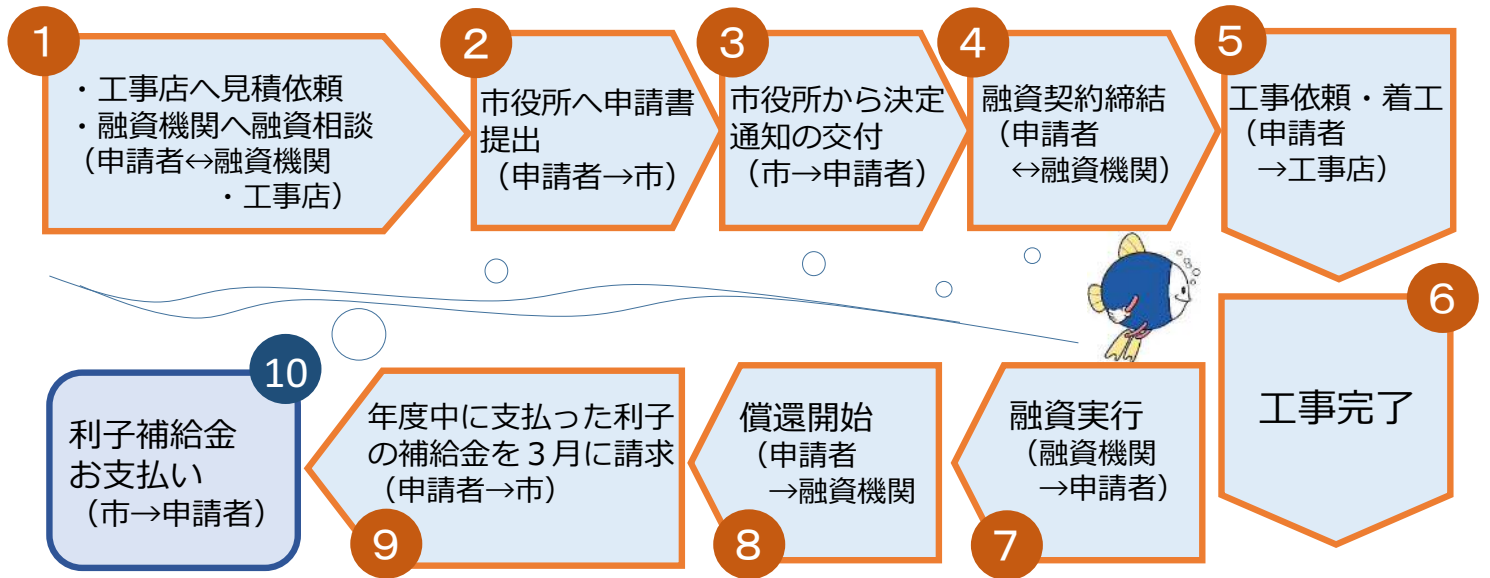 １
・工事店へ見積依頼
・融資機関へ融資相談
（申請者↔融資機関
・工事店）
２
市役所へ申請書
提出
（申請者→市）
３
市役所から決定
通知の交付
（市→申請者）
４
融資契約締結
（申請者
↔融資機関）
５
工事依頼・着工
（申請者
→工事店）
６
工事完了
７
融資実行
（融資機関
→申請者）
８
償還開始
（申請者
→融資機関
９
年度中に支払った利子
の補給金を３月に請求
（申請者→市）
10
利子補給金
お支払い
（市→申請者）